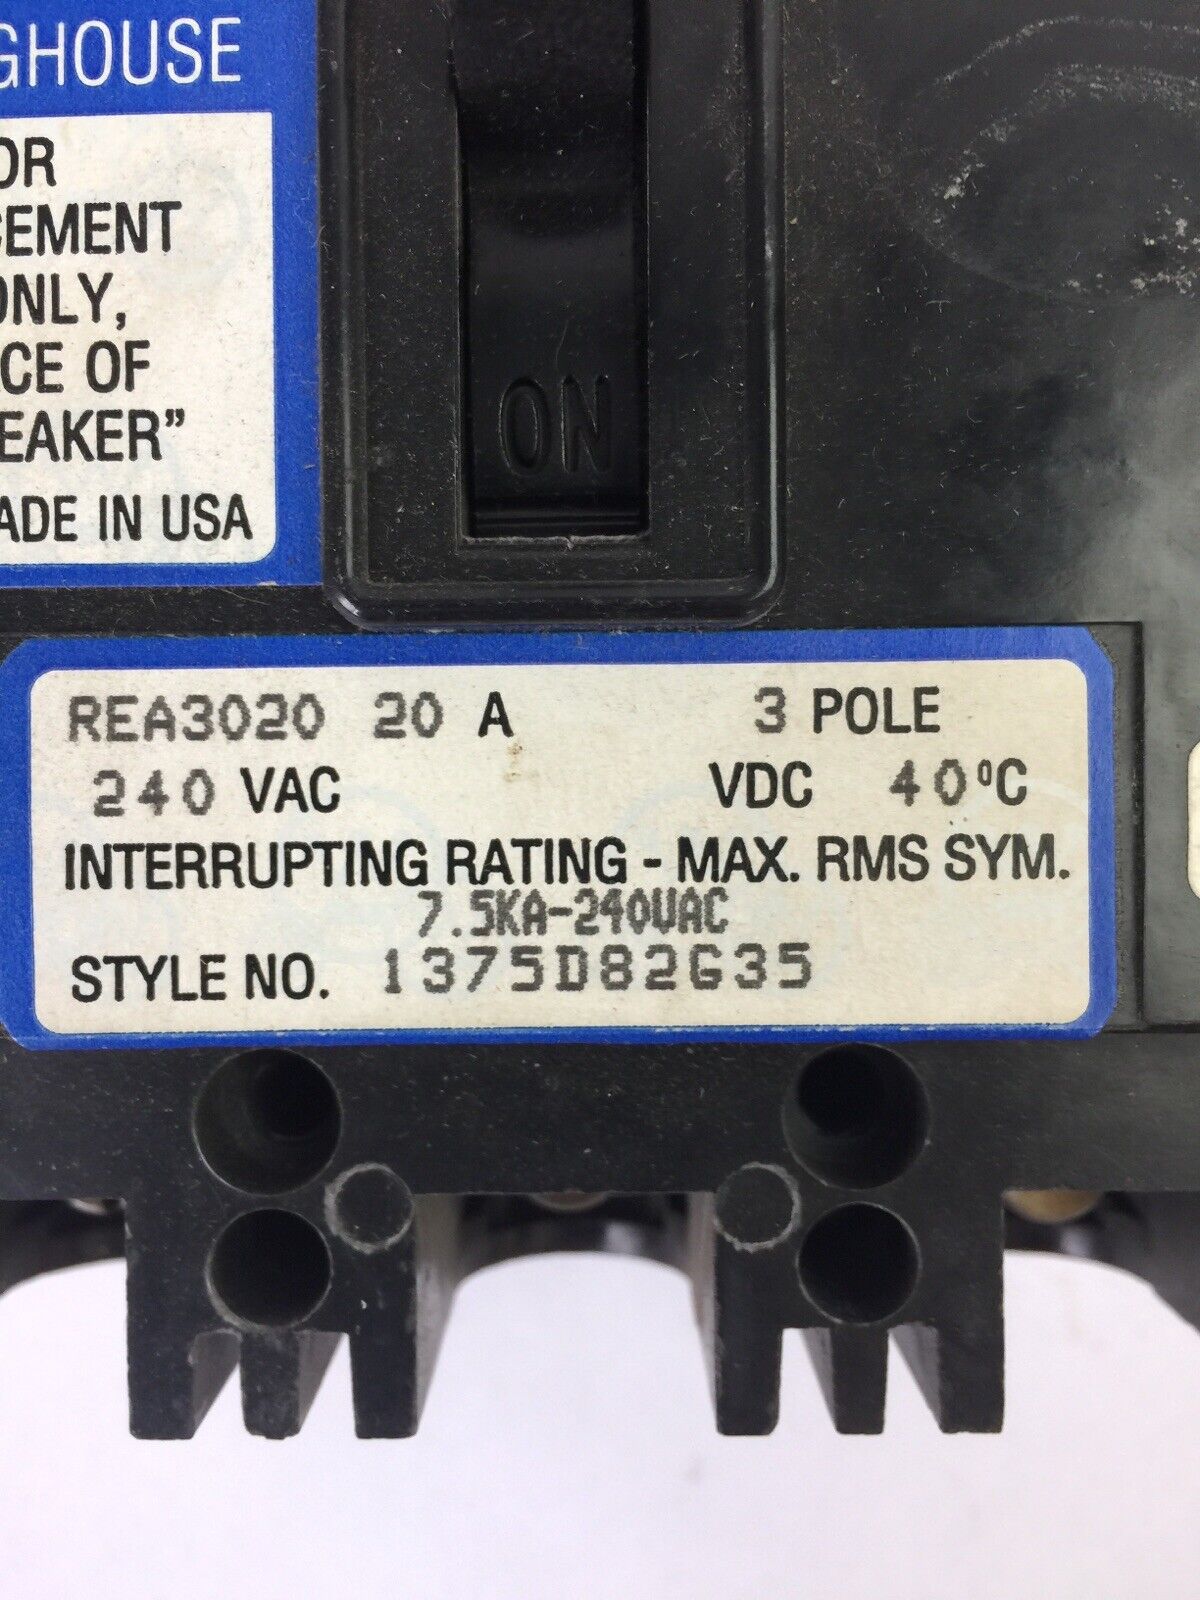 GHOUSE
OR
CEMENT
ONLY,
CE OF
EAKER”
ADE IN USA
ON
REA3020 20 A 3 POLE
240 VAC VDC 40°C
INTERRUPTING RATING - MAX. RMS SYM.
7.5KA-240VAC
STYLE NO. 1375D82G35